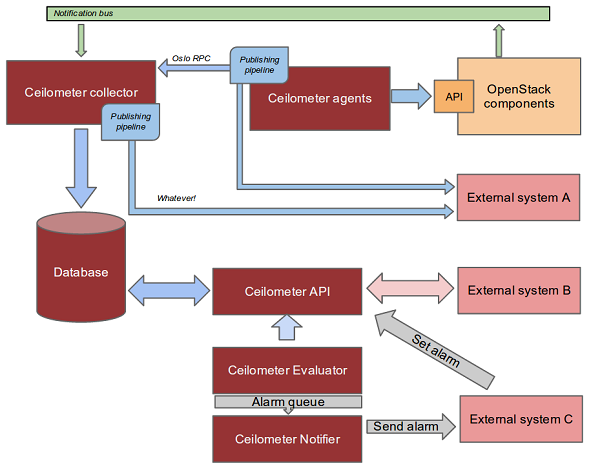 Notification bus
Oslo RPC
Publishing
pipeline
Ceilometer collector
Ceilometer agents
API
OpenStack
components
Publishing
pipeline
Whatever!
External system A
Database
Ceilometer API
External system B
Set alarm
Ceilometer Evaluator
Alarm queue
Ceilometer Notifier
Send alarm
External system C